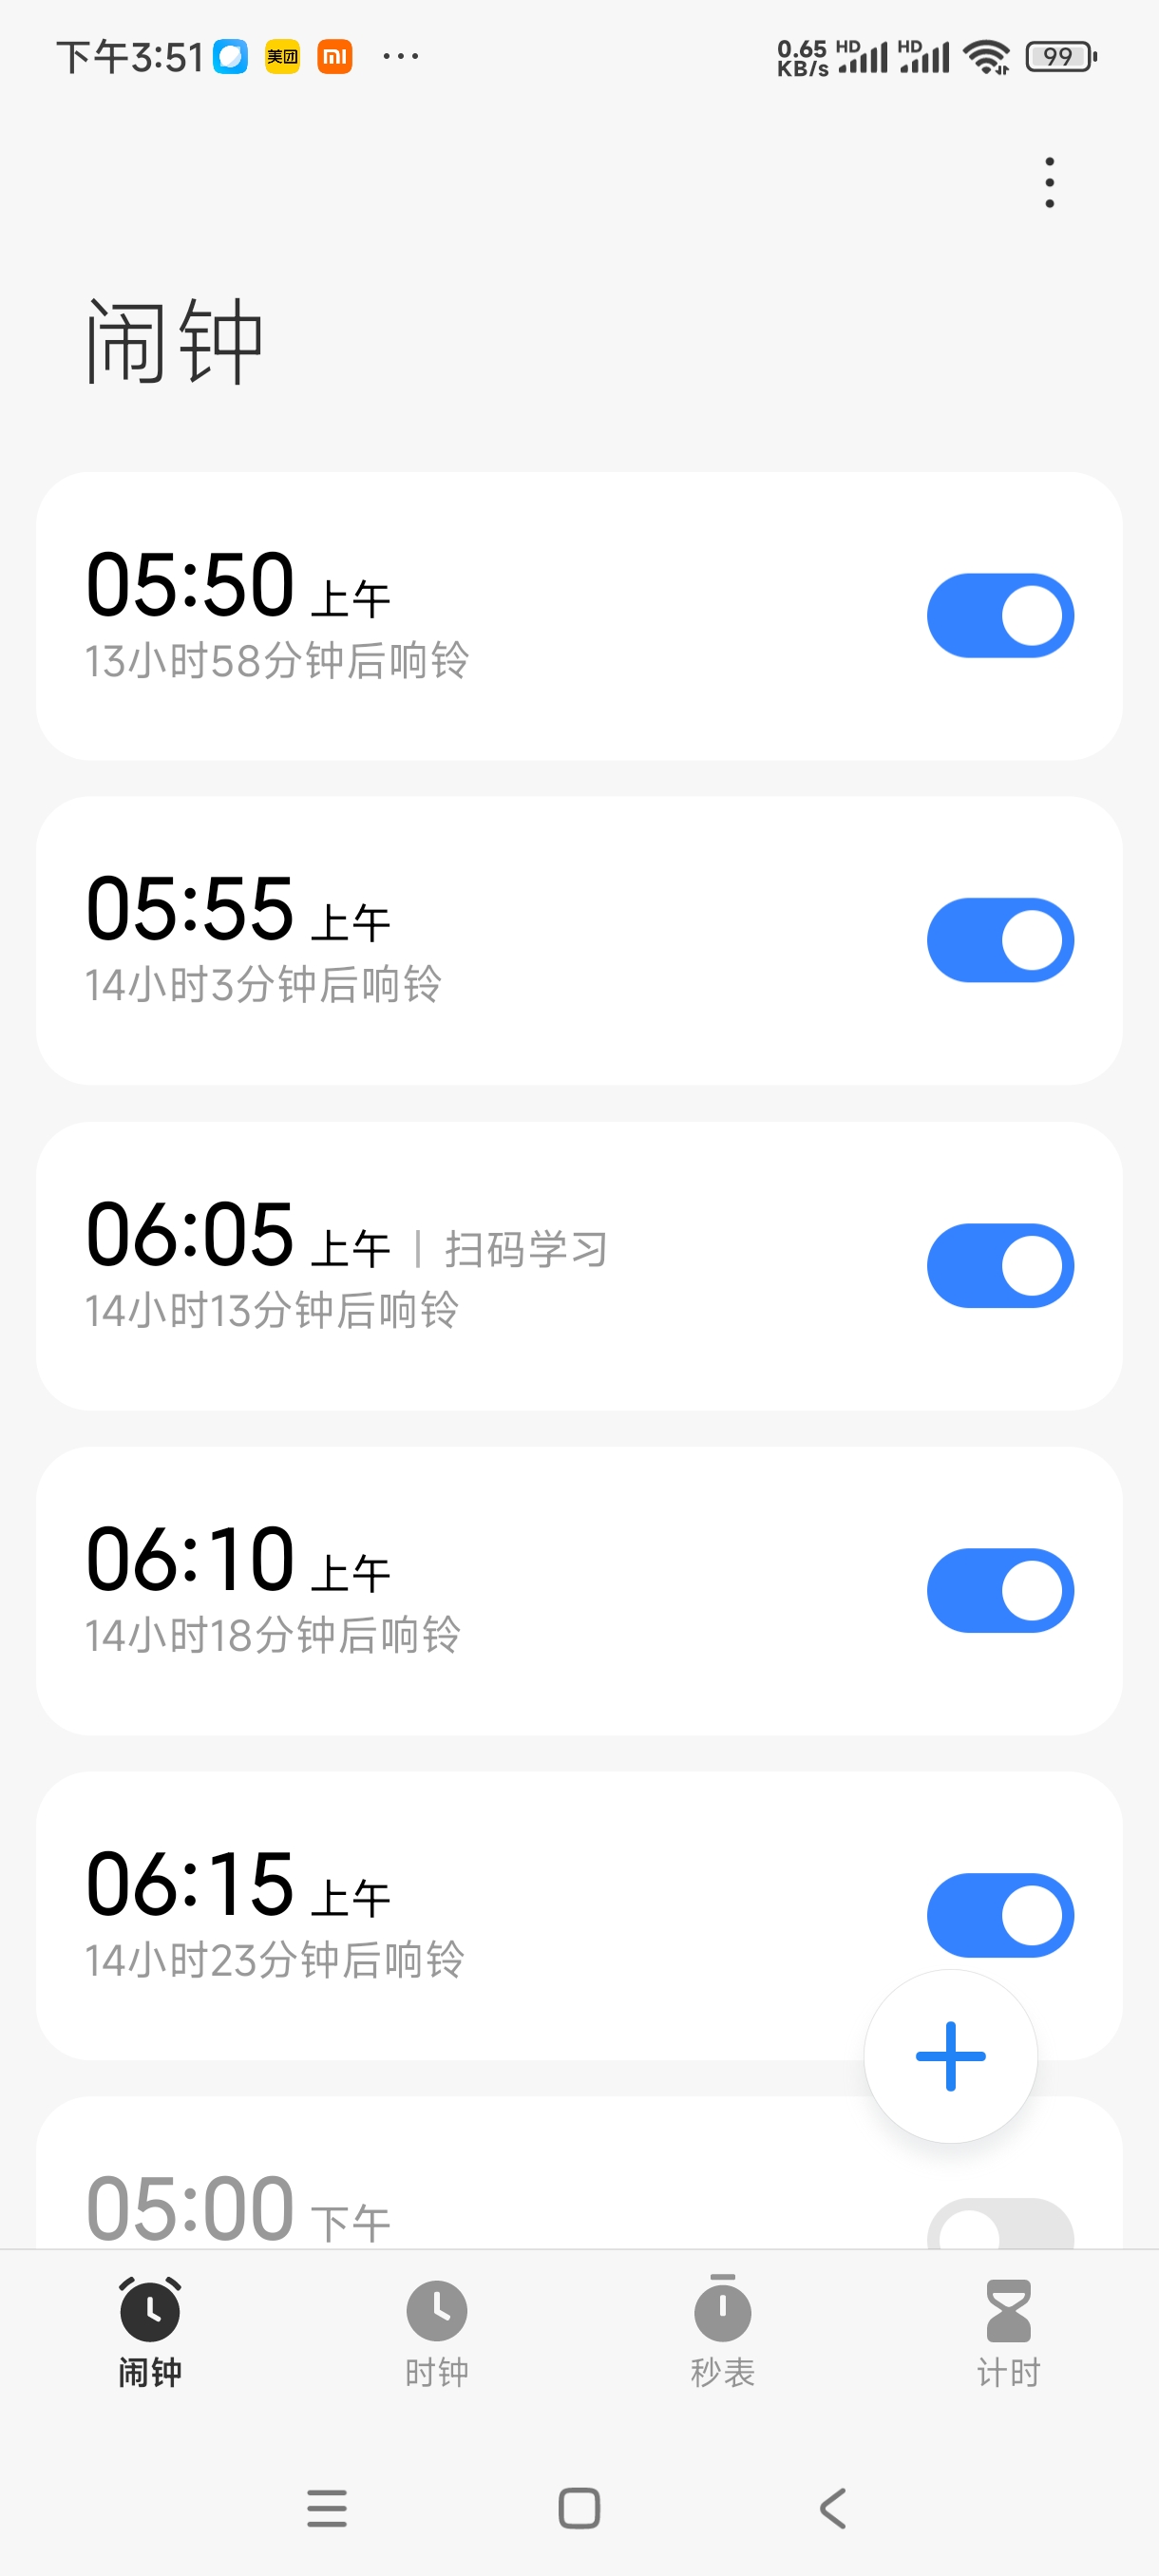 下午3:51 美团 mi ... 0.65 KB/s HD HD 99
闹钟
05:50 上午
13小时58分钟后响铃
05:55 上午
14小时3分钟后响铃
06:05 上午 | 扫码学习
14小时13分钟后响铃
06:10 上午
14小时18分钟后响铃
06:15 上午
14小时23分钟后响铃
05:00 下午
闹钟 时钟 秒表 计时